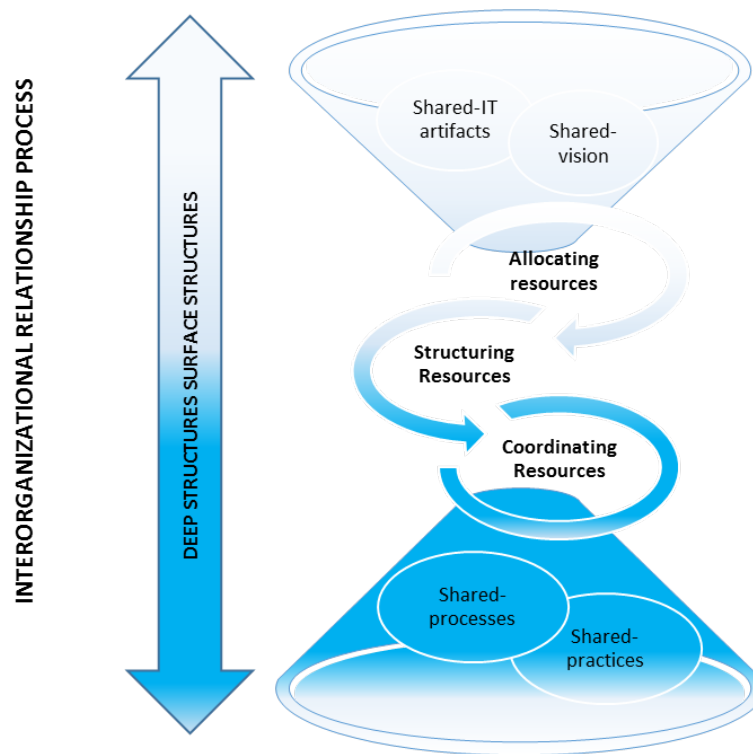 INTERORGANIZATIONAL RELATIONSHIP PROCESS
DEEP STRUCTURES SURFACE STRUCTURES
Shared-IT
artifacts
Shared-
vision
Allocating
resources
Structuring
Resources
Coordinating
Resources
Shared-
processes
Shared-
practices